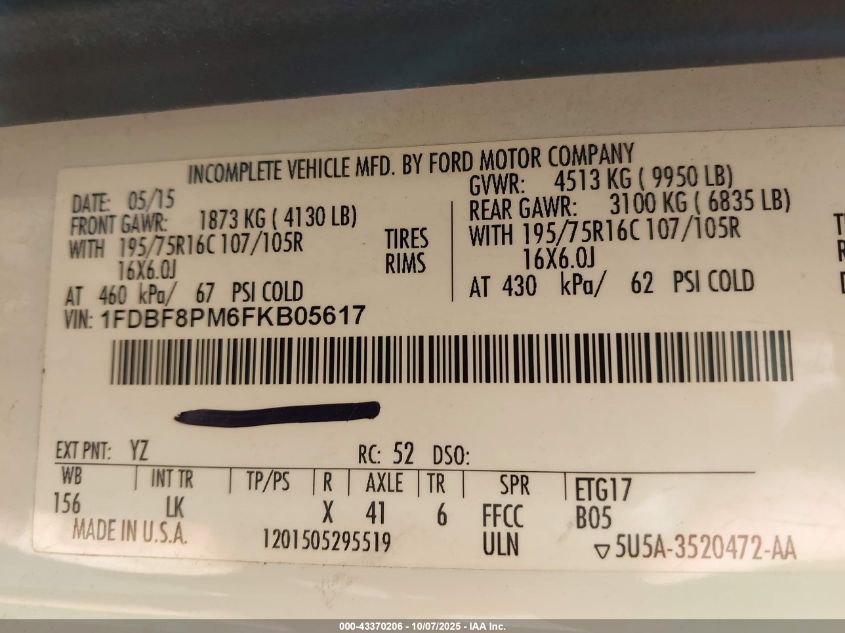 INCOMPLETE VEHICLE MFD. BY FORD MOTOR COMPANY
DATE: 05/15 GVWR: 4513 KG ( 9950 LB)
FRONT GAWR: 1873 KG ( 4130 LB) REAR GAWR: 3100 KG ( 6835 LB)
WITH 195/75R16C 107/105R TIRES WITH 195/75R16C 107/105R
16X6.0J RIMS 16X6.0J
AT 460 kPa/ 67 PSI COLD AT 430 kPa/ 62 PSI COLD
VIN: 1FDBF8PM6FKB05617
EXT PNT: YZ RC: 52 DSO:
WB INT TR TP/PS R AXLE TR SPR ETG17
156 LK X 41 6 FFCC B05
MADE IN U.S.A. 1201505295519 ULN ▽5U5A-3520472-AA
000-43370206 - 10/07/2025 - IAA Inc.